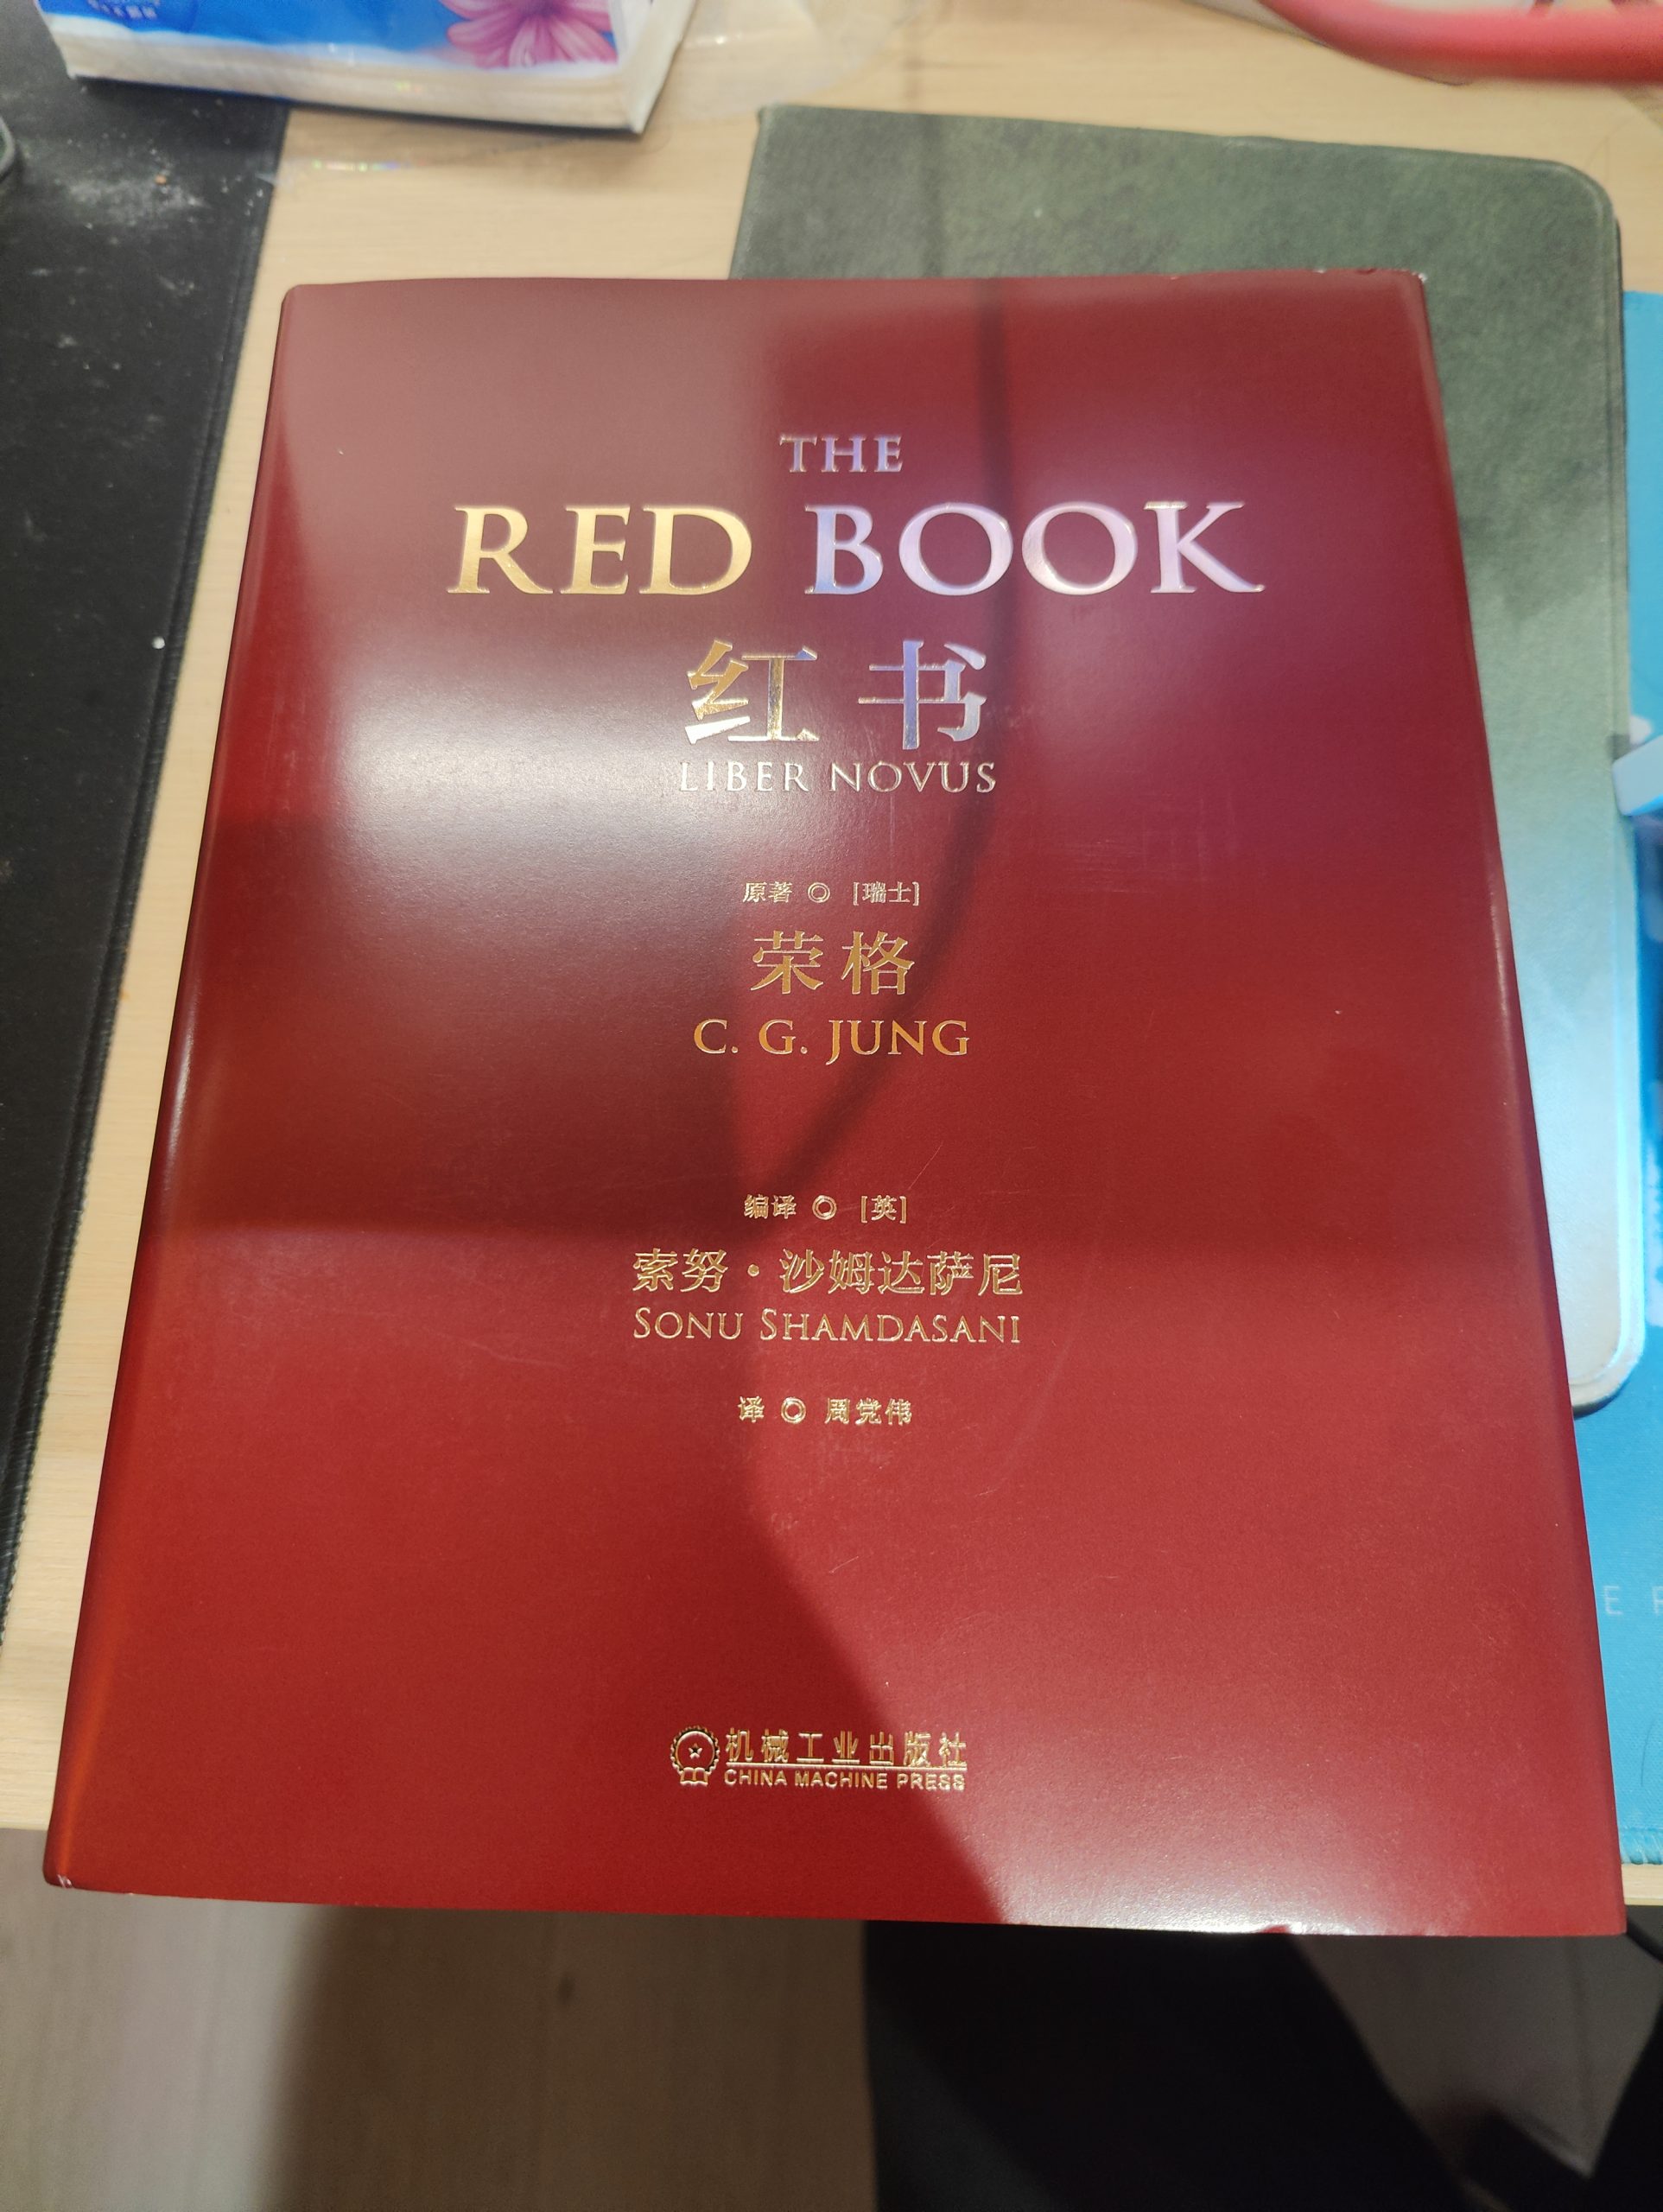 THE
RED BOOK
红书
LIBER NOVUS
原著 ◎ [瑞士]
荣格
C. G. JUNG
编译 ◎ [英]
索努·沙姆达萨尼
SONU SHAMDASANI
译 ◎ 周党伟
机械工业出版社
CHINA MACHINE PRESS